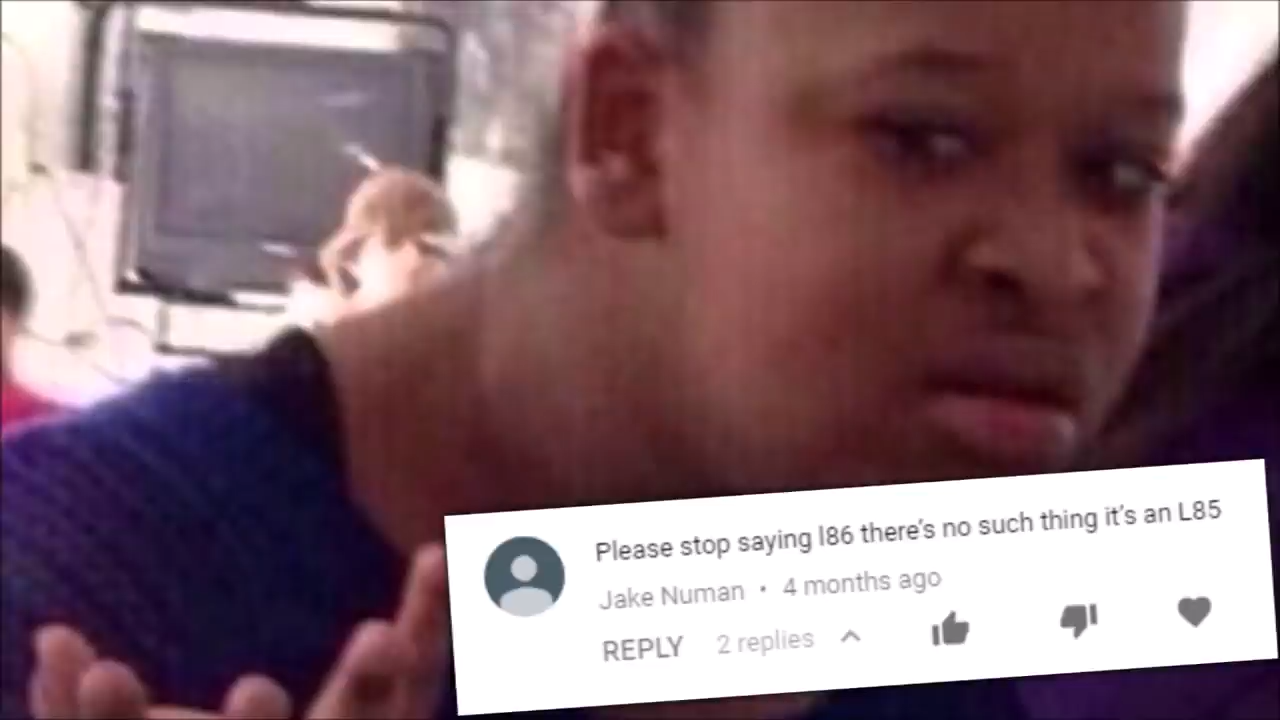 Please stop saying l86 there's no such thing it's an L85
Jake Numan • 4 months ago
REPLY 2 replies